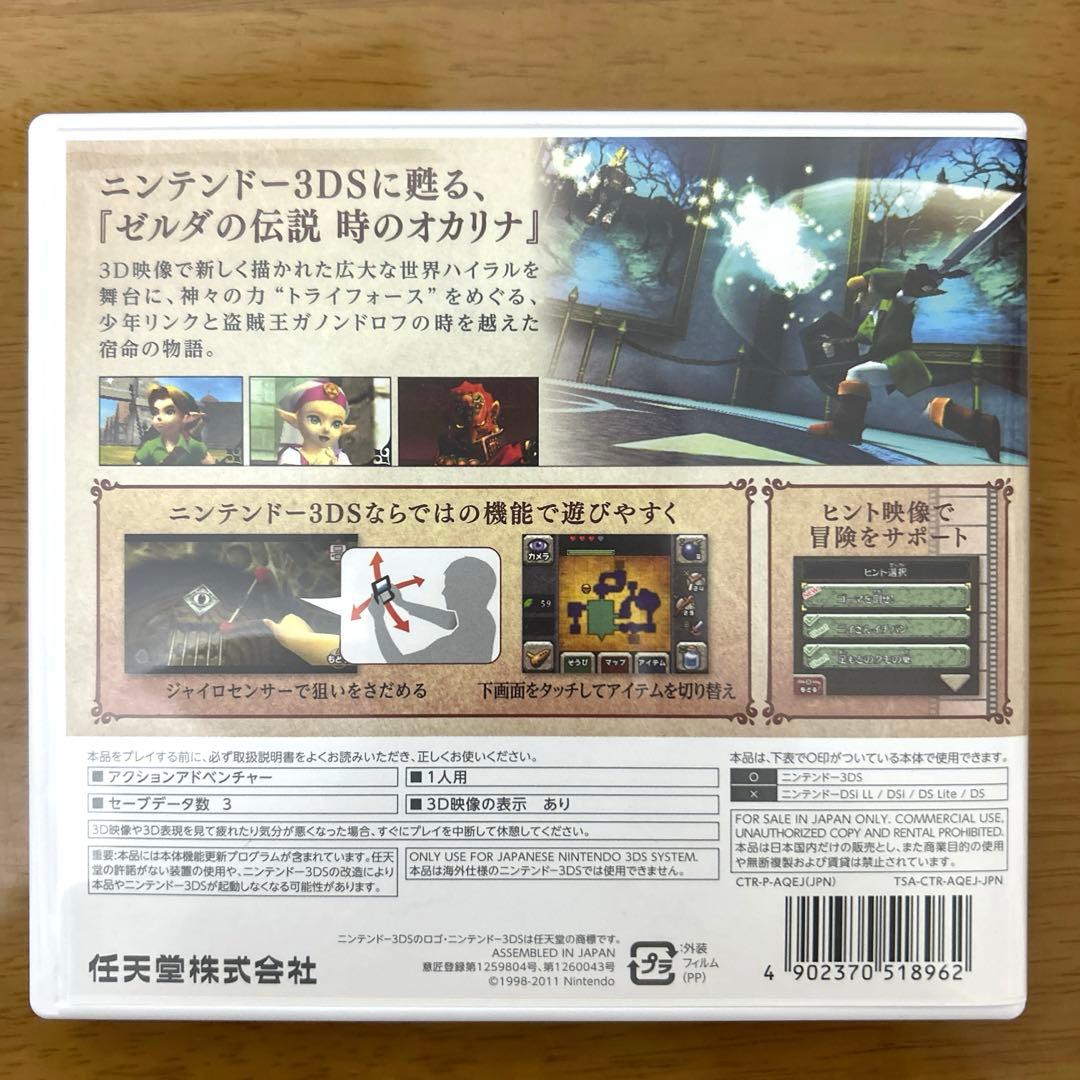 ニンテンドー3DSに甦る、
『ゼルダの伝説 時のオカリナ』
3D映像で新しく描かれた広大な世界ハイラルを
舞台に、神々の力“トライフォース”をめぐる、
少年リンクと盗賊王ガノンドロフの時を越えた
宿命の物語。
ニンテンドー3DSならではの機能で遊びやすく
カメラ
59
24
23
そうび
マップ
アイテム
ジャイロセンサーで狙いをさだめる
下画面をタッチしてアイテムを切り替え
ヒント映像で
冒険をサポート
ヒント選択
NEW
ゴーマを倒せ!
足もとのクモの巣
もどる
本品をプレイする前に、必ず取扱説明書をよくお読みいただき、正しくお使いください。
■アクションアドベンチャー
■1人用
■セーブデータ数 3
■3D映像の表示 あり
3D映像や3D表現を見て疲れたり気分が悪くなった場合、すぐにプレイを中断して休憩してください。
重要:本品には本体機能更新プログラムが含まれています。任天
堂の許諾がない装置の使用や、ニンテンドー3DSの改造により
本品やニンテンドー3DSが起動しなくなる可能性があります。
ONLY USE FOR JAPANESE NINTENDO 3DS SYSTEM.
本品は海外仕様のニンテンドー3DSでは使用できません。
本品は、下表で○印がついている本体で使用できます。
○ ニンテンドー3DS
× ニンテンドーDSi LL / DSi / DS Lite / DS
FOR SALE IN JAPAN ONLY. COMMERCIAL USE,
UNAUTHORIZED COPY AND RENTAL PROHIBITED.
本品は日本国内だけの販売とし、また商業目的の使用
や無断複製および賃貸は禁止されています。
CTR-P-AQEJ(JPN) TSA-CTR-AQEJ-JPN
任天堂株式会社
ニンテンドー3DSのロゴ・ニンテンドー3DSは任天堂の商標です。
ASSEMBLED IN JAPAN
意匠登録第1259804号、第1260043号
©1998-2011 Nintendo
プラ
:外装
フィルム
(PP)
4 902370 518962